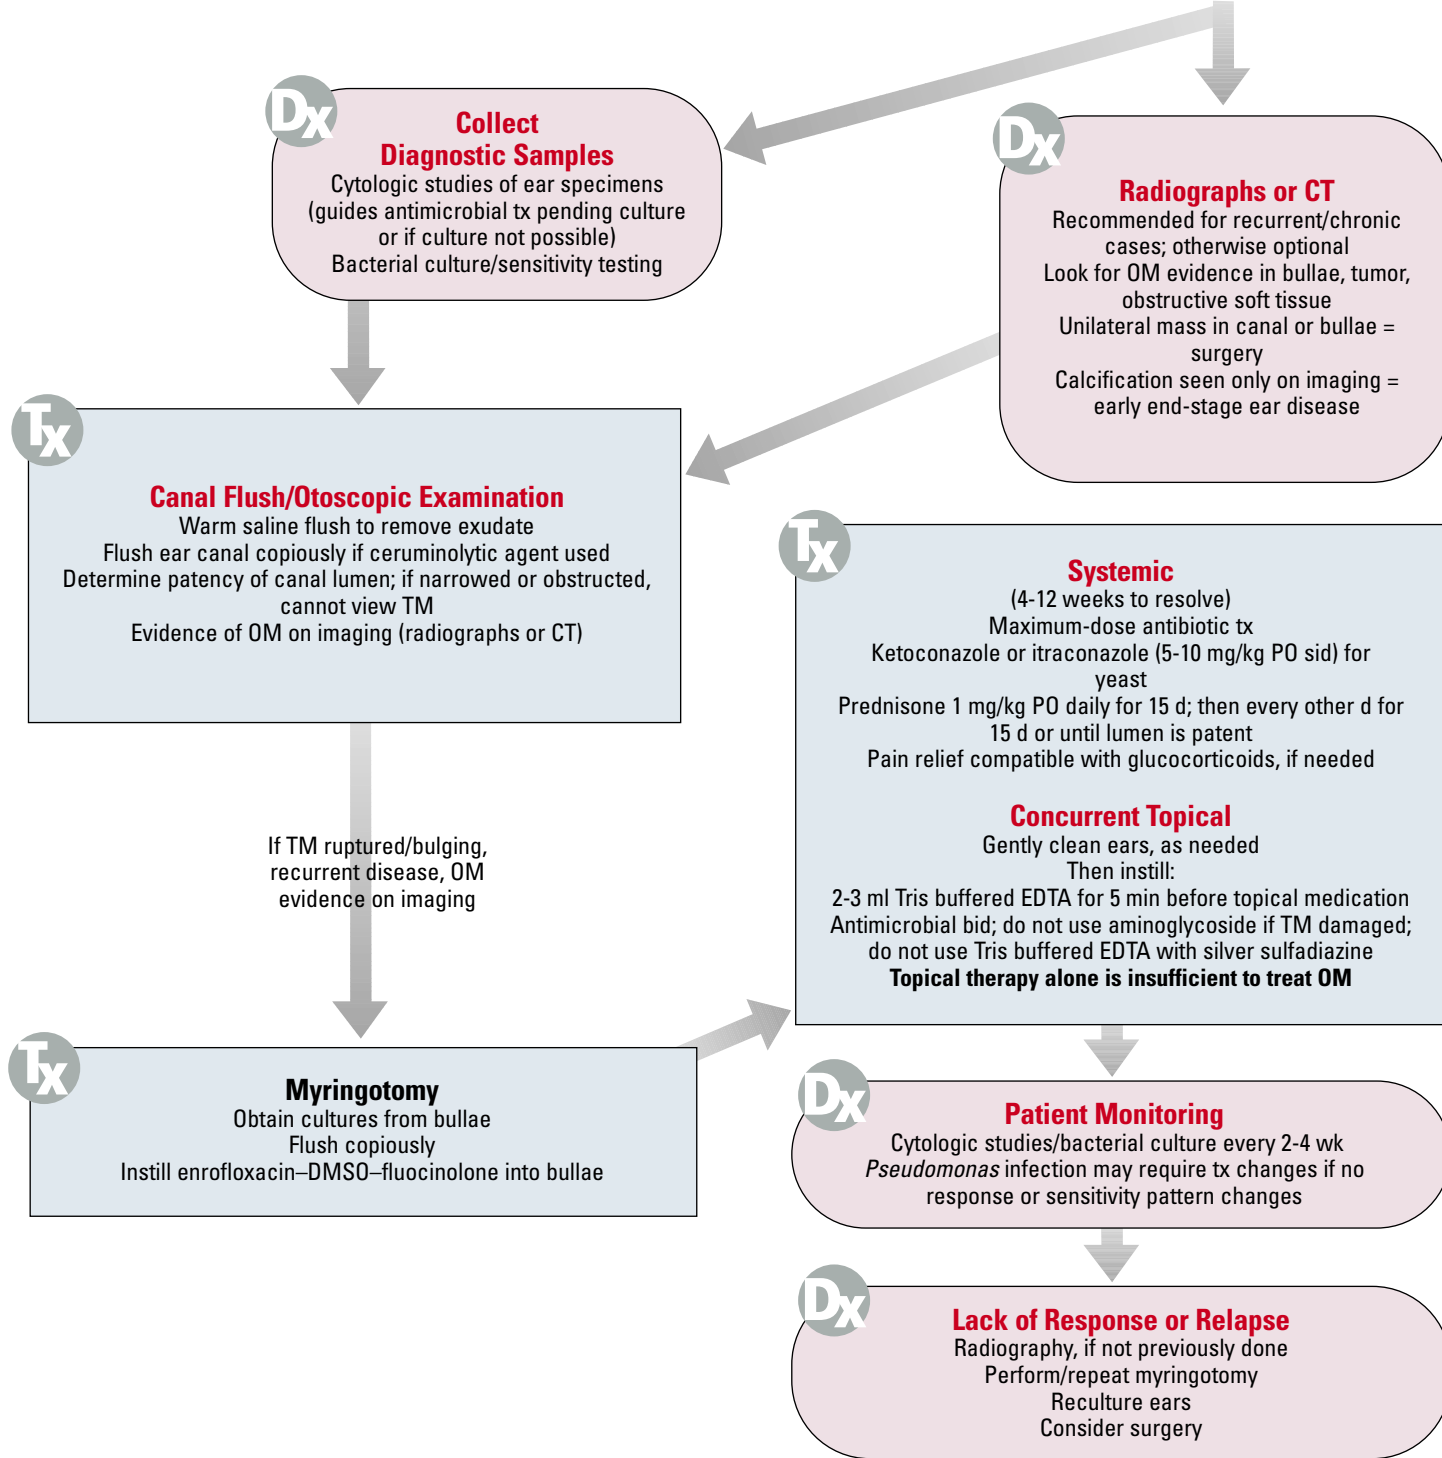 Dx
Collect
Diagnostic Samples
Cytologic studies of ear specimens
(guides antimicrobial tx pending culture
or if culture not possible)
Bacterial culture/sensitivity testing
Dx
Radiographs or CT
Recommended for recurrent/chronic
cases; otherwise optional
Look for OM evidence in bullae, tumor,
obstructive soft tissue
Unilateral mass in canal or bullae =
surgery
Calcification seen only on imaging =
early end-stage ear disease
Tx
Canal Flush/Otoscopic Examination
Warm saline flush to remove exudate
Flush ear canal copiously if ceruminolytic agent used
Determine patency of canal lumen; if narrowed or obstructed,
cannot view TM
Evidence of OM on imaging (radiographs or CT)
If TM ruptured/bulging,
recurrent disease, OM
evidence on imaging
Tx
Myringotomy
Obtain cultures from bullae
Flush copiously
Instill enrofloxacin–DMSO–fluocinolone into bullae
Tx
Systemic
(4-12 weeks to resolve)
Maximum-dose antibiotic tx
Ketoconazole or itraconazole (5-10 mg/kg PO sid) for
yeast
Prednisone 1 mg/kg PO daily for 15 d; then every other d for
15 d or until lumen is patent
Pain relief compatible with glucocorticoids, if needed
Concurrent Topical
Gently clean ears, as needed
Then instill:
2-3 ml Tris buffered EDTA for 5 min before topical medication
Antimicrobial bid; do not use aminoglycoside if TM damaged;
do not use Tris buffered EDTA with silver sulfadiazine
Topical therapy alone is insufficient to treat OM
Dx
Patient Monitoring
Cytologic studies/bacterial culture every 2-4 wk
Pseudomonas infection may require tx changes if no
response or sensitivity pattern changes
Dx
Lack of Response or Relapse
Radiography, if not previously done
Perform/repeat myringotomy
Reculture ears
Consider surgery